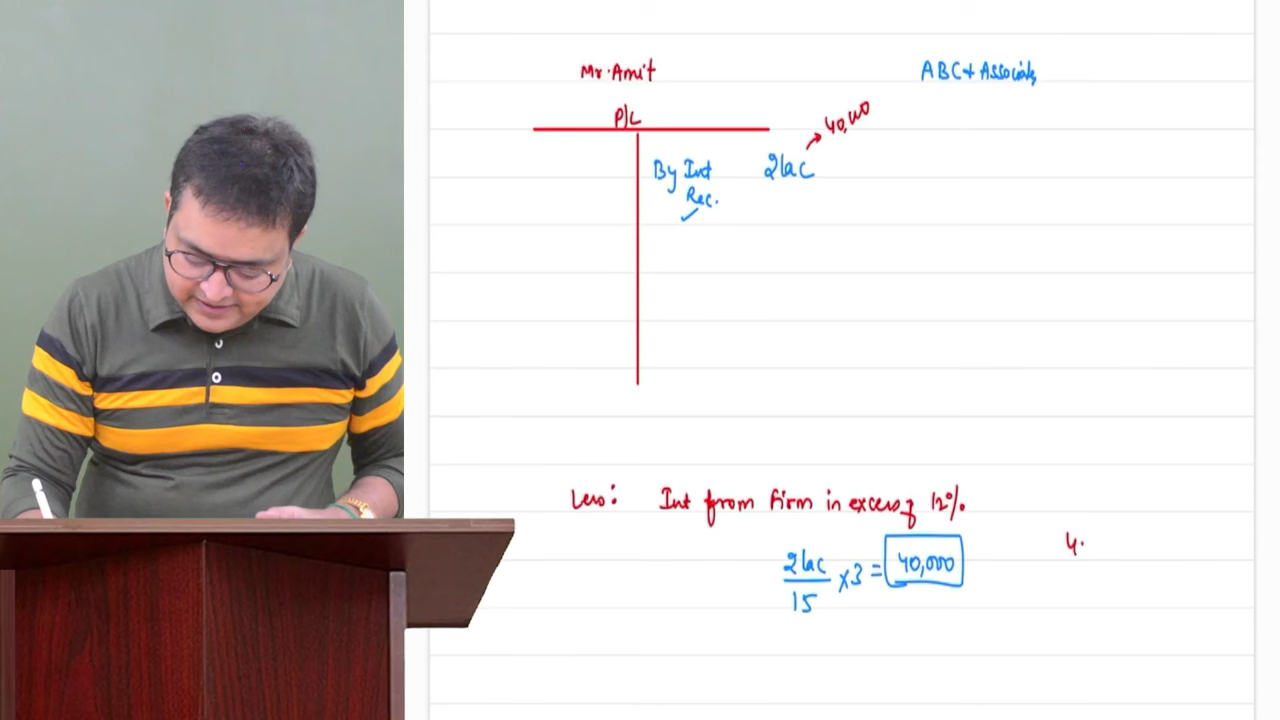 Mr. Amit
ABC & Associates
P/L
40,000
By Int Rec.
2lac
Less: Int from Firm in excess of 12%.
2lac/15 ×3 = 40,000
4.